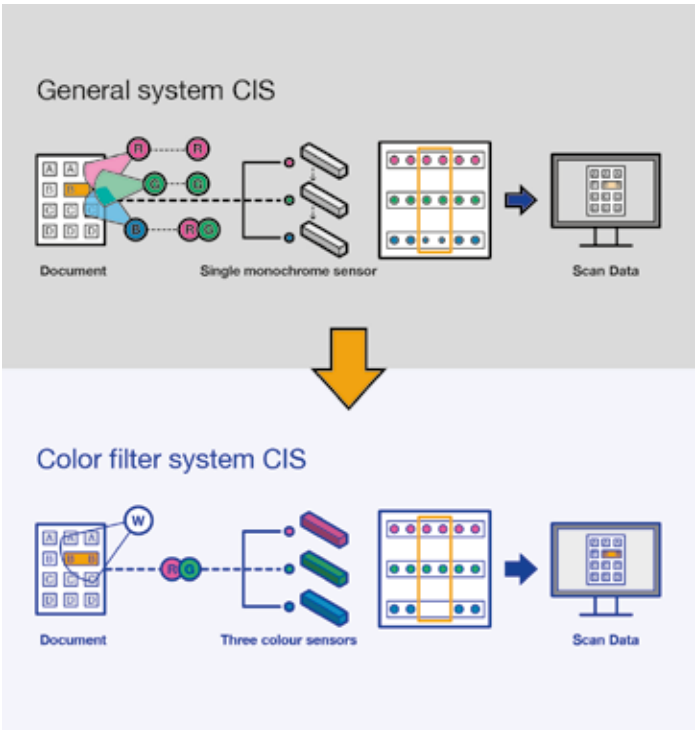 General system CIS
A A A
B B B
C C C
D D D
R R
G G
B R G
Document
Single monochrome sensor
Scan Data
Color filter system CIS
A A A
B B B
C C C
D D D
W
R G
Document
Three colour sensors
Scan Data